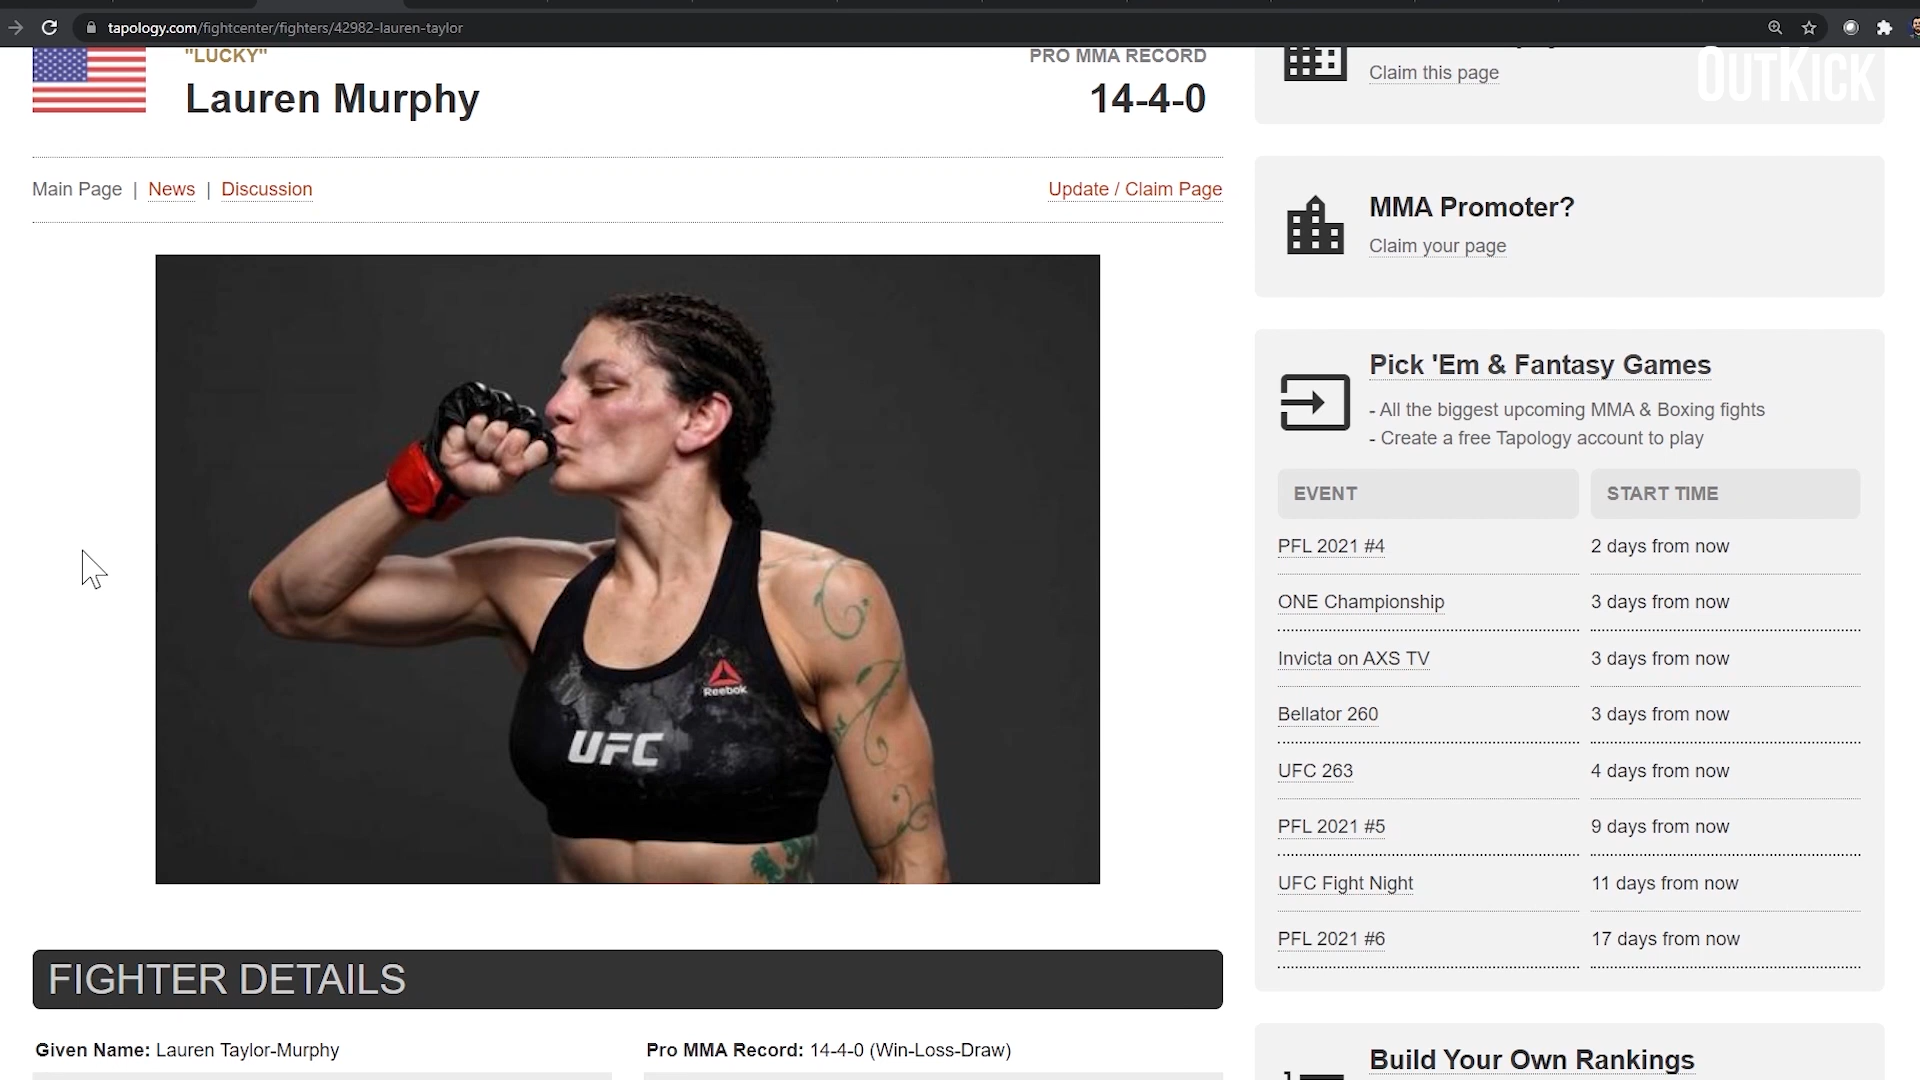 tapology.com/fightcenter/fighters/42982-lauren-taylor
"LUCKY"
Lauren Murphy
PRO MMA RECORD
14-4-0
Main Page | News | Discussion
Update / Claim Page
Reebok
UFC
FIGHTER DETAILS
Given Name: Lauren Taylor-Murphy
Pro MMA Record: 14-4-0 (Win-Loss-Draw)
Claim this page
OUTKICK
MMA Promoter?
Claim your page
Pick 'Em & Fantasy Games
- All the biggest upcoming MMA & Boxing fights
- Create a free Tapology account to play
EVENT START TIME
PFL 2021 #4 2 days from now
ONE Championship 3 days from now
Invicta on AXS TV 3 days from now
Bellator 260 3 days from now
UFC 263 4 days from now
PFL 2021 #5 9 days from now
UFC Fight Night 11 days from now
PFL 2021 #6 17 days from now
Build Your Own Rankings